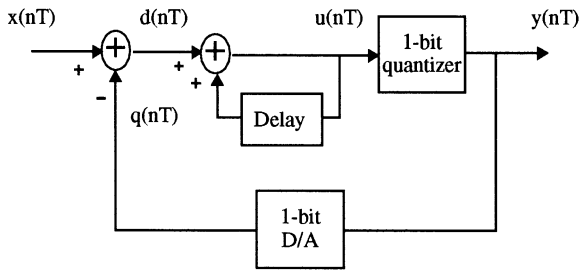 x(nT)
d(nT)
u(nT)
y(nT)
+
+
1-bit
quantizer
+
+
+
−
q(nT)
Delay
1-bit
D/A